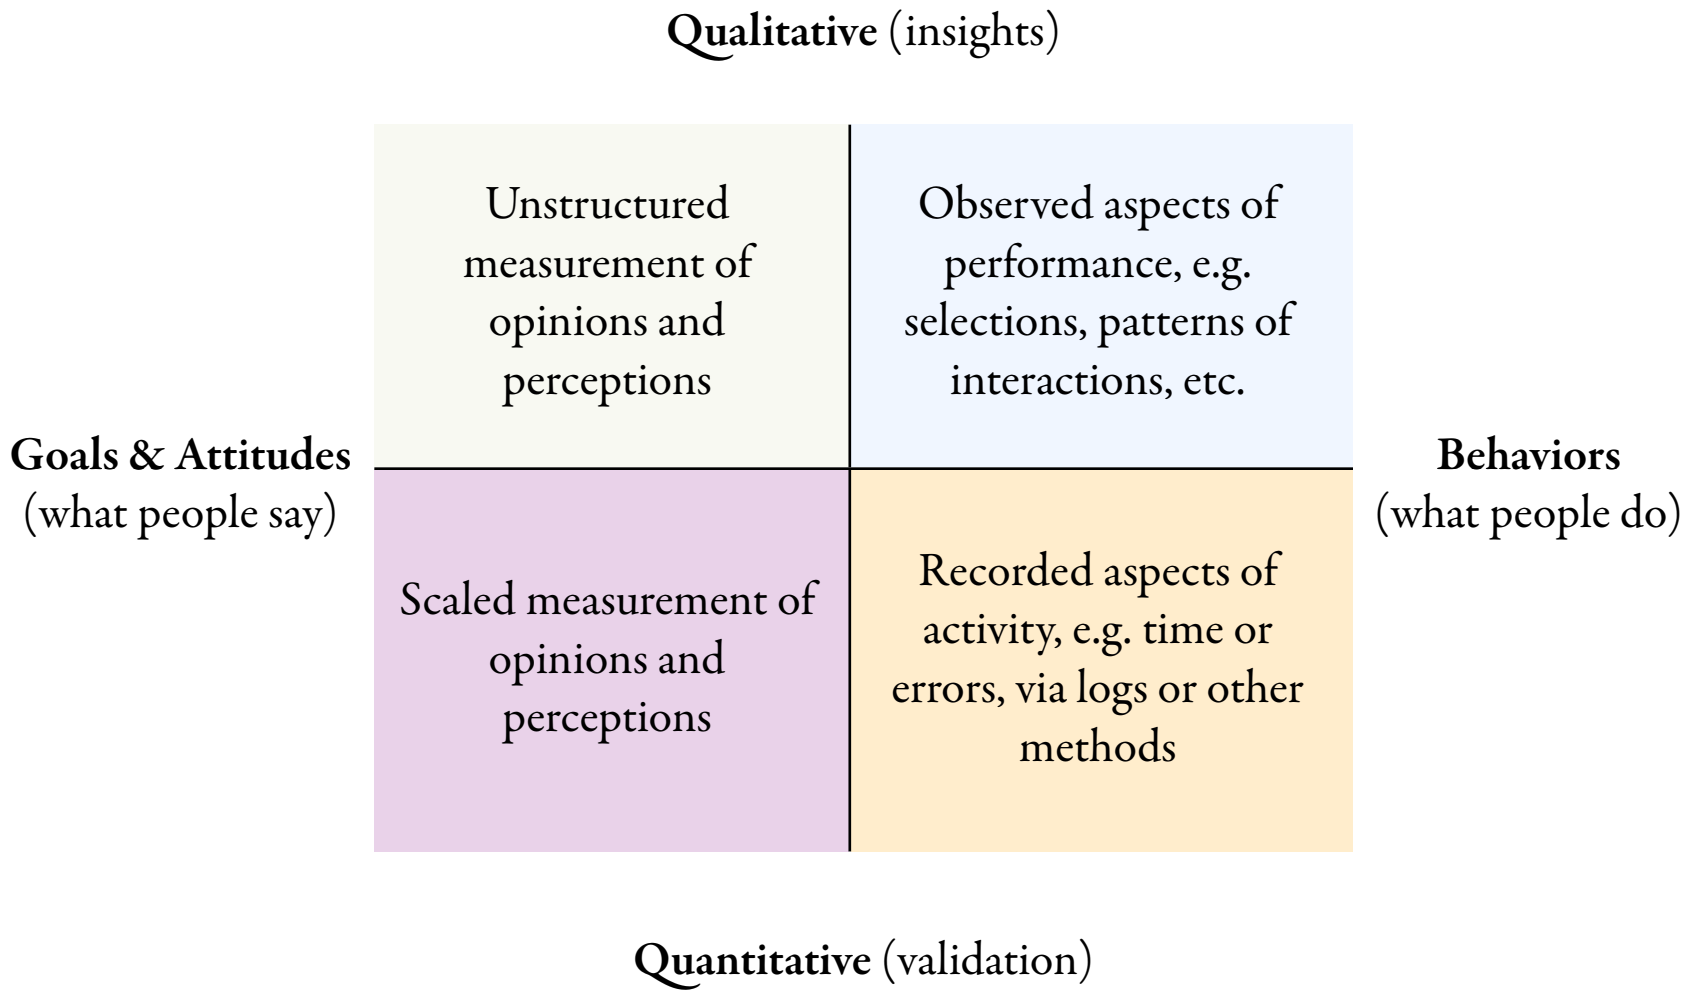 Qualitative (insights)
Unstructured
measurement of
opinions and
perceptions
Observed aspects of
performance, e.g.
selections, patterns of
interactions, etc.
Goals & Attitudes
(what people say)
Behaviors
(what people do)
Scaled measurement of
opinions and
perceptions
Recorded aspects of
activity, e.g. time or
errors, via logs or other
methods
Quantitative (validation)